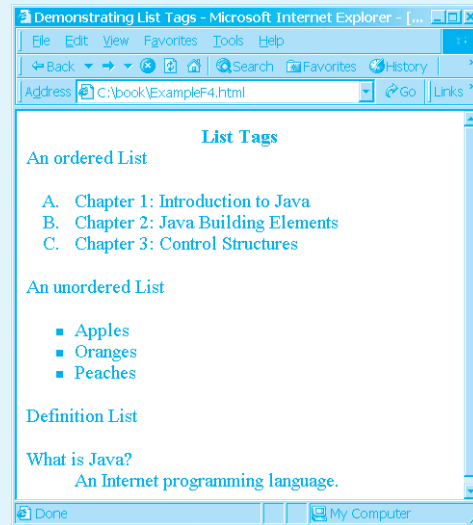 Demonstrating List Tags - Microsoft Internet Explorer - [...
File Edit View Favorites Tools Help
Back Search Favorites History »
Address C:\book\ExampleF4.html Go Links »
List Tags
An ordered List
A. Chapter 1: Introduction to Java
B. Chapter 2: Java Building Elements
C. Chapter 3: Control Structures
An unordered List
Apples
Oranges
Peaches
Definition List
What is Java?
An Internet programming language.
Done My Computer